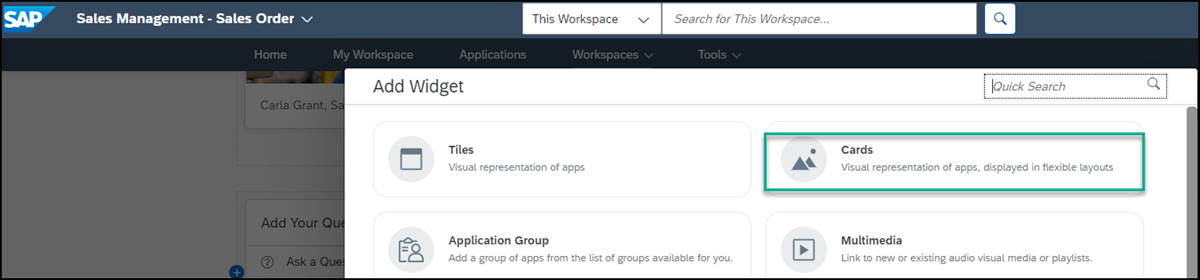 SAP Sales Management - Sales Order This Workspace Search for This Workspace...
Home My Workspace Applications Workspaces Tools
Add Widget Quick Search
Carla Grant, Sa
Tiles
Visual representation of apps
Cards
Visual representation of apps, displayed in flexible layouts
Add Your Que
Ask a Ques
Application Group
Add a group of apps from the list of groups available for you.
Multimedia
Link to new or existing audio visual media or playlists.